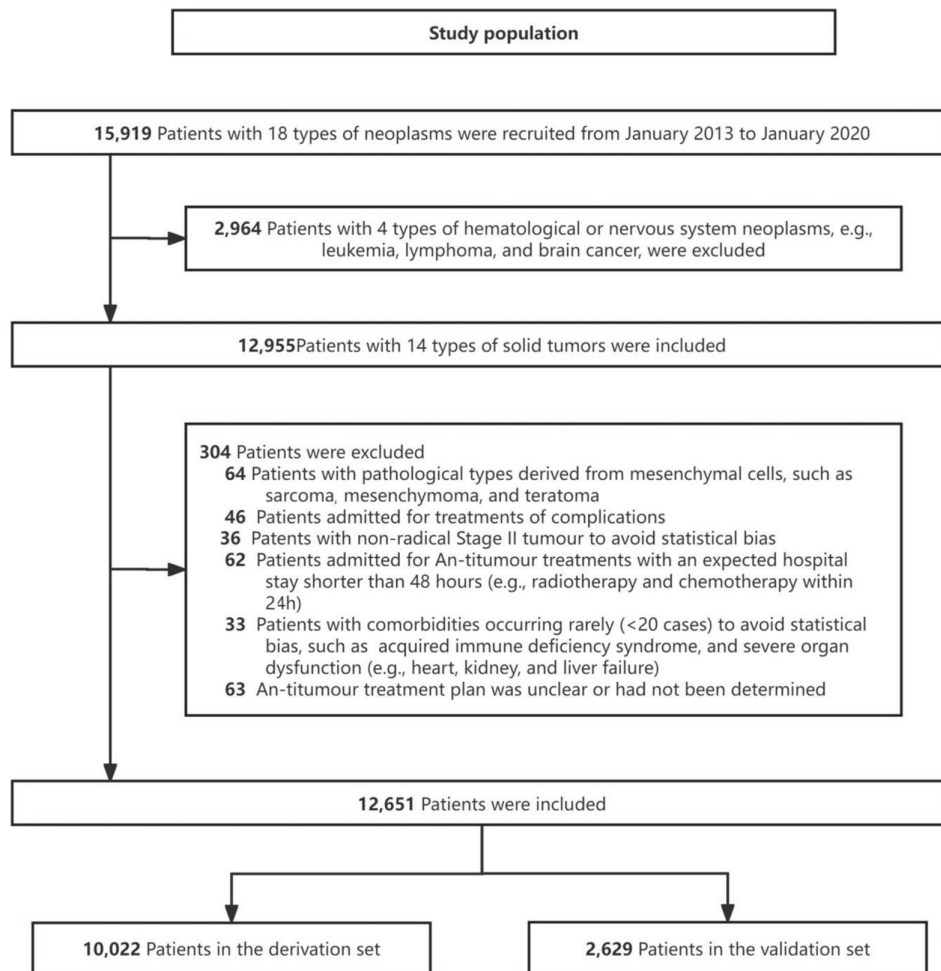 Study population
15,919 Patients with 18 types of neoplasms were recruited from January 2013 to January 2020
2,964 Patients with 4 types of hematological or nervous system neoplasms, e.g.,
leukemia, lymphoma, and brain cancer, were excluded
12,955Patients with 14 types of solid tumors were included
304 Patients were excluded
64 Patients with pathological types derived from mesenchymal cells, such as
sarcoma, mesenchymoma, and teratoma
46 Patients admitted for treatments of complications
36 Patents with non-radical Stage II tumour to avoid statistical bias
62 Patients admitted for An-titumour treatments with an expected hospital
stay shorter than 48 hours (e.g., radiotherapy and chemotherapy within
24h)
33 Patients with comorbidities occurring rarely (<20 cases) to avoid statistical
bias, such as acquired immune deficiency syndrome, and severe organ
dysfunction (e.g., heart, kidney, and liver failure)
63 An-titumour treatment plan was unclear or had not been determined
12,651 Patients were included
10,022 Patients in the derivation set
2,629 Patients in the validation set